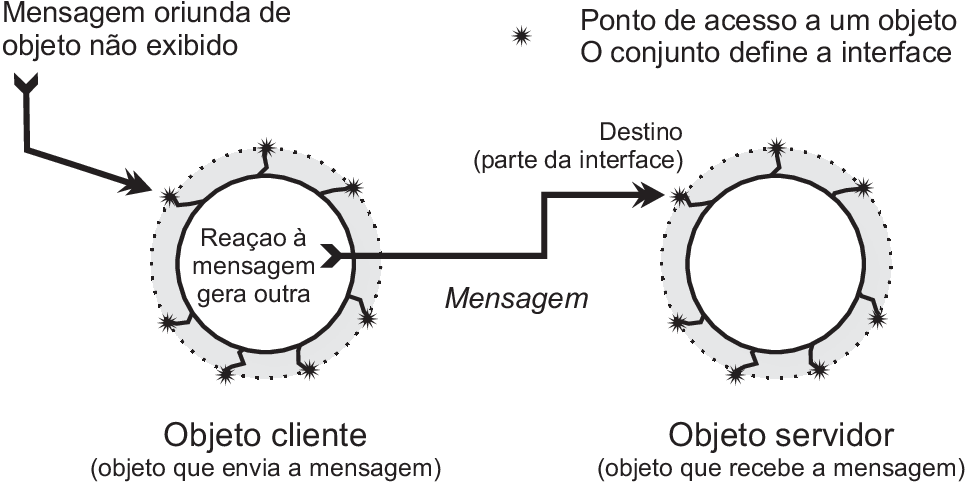 Mensagem oriunda de
objeto não exibido
Ponto de acesso a um objeto
O conjunto define a interface
Destino
(parte da interface)
Reaçao à
mensagem
gera outra
Mensagem
Objeto cliente
(objeto que envia a mensagem)
Objeto servidor
(objeto que recebe a mensagem)